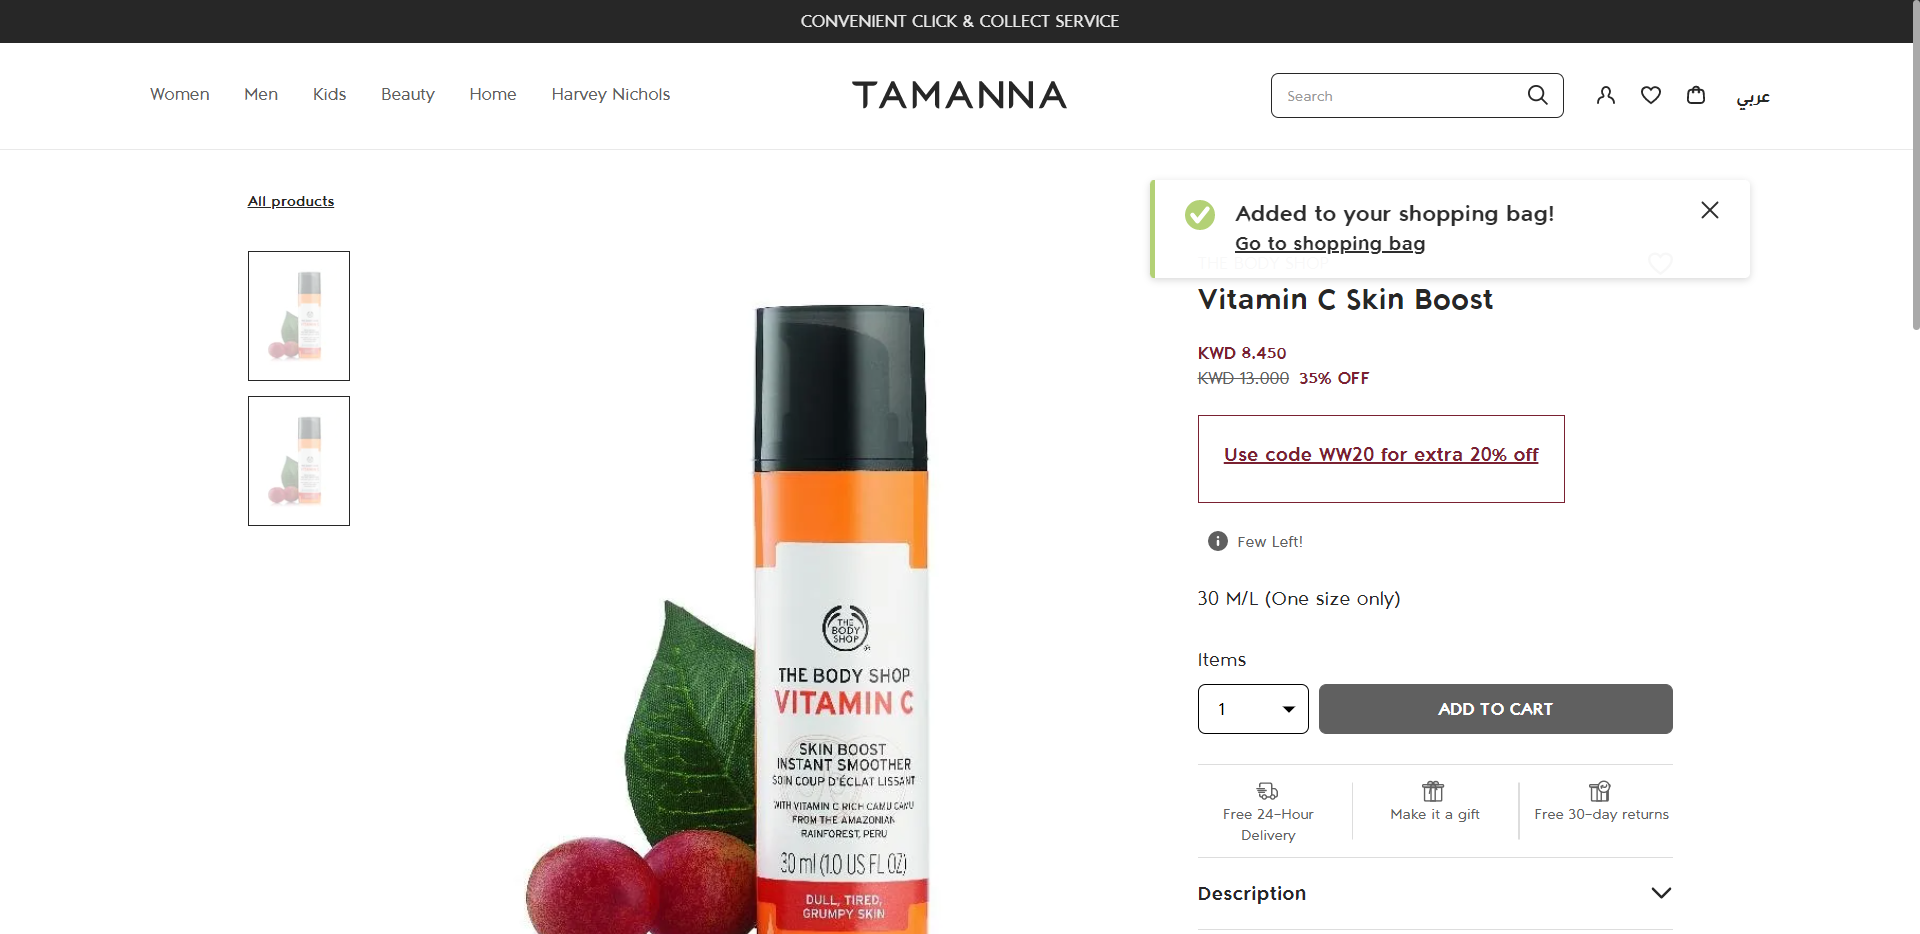 CONVENIENT CLICK & COLLECT SERVICE
Women
Men
Kids
Beauty
Home
Harvey Nichols
TAMANNA
Search
عربي
All products
Added to your shopping bag!
Go to shopping bag
THE BODY SHOP
Vitamin C Skin Boost
KWD 8.450
KWD 13.000 35% OFF
Use code WW20 for extra 20% off
Few Left!
30 M/L (One size only)
Items
1
ADD TO CART
Free 24-Hour
Delivery
Make it a gift
Free 30-day returns
Description
THE
BODY
SHOP
THE BODY SHOP
VITAMIN C
SKIN BOOST
INSTANT SMOOTHER
SOIN COUP D'ÉCLAT LISSANT
WITH VITAMIN C RICH CAMU CAMU
FROM THE AMAZONIAN
RAINFOREST, PERU
30 ml (1.0 US FL OZ)
DULL, TIRED,
GRUMPY SKIN